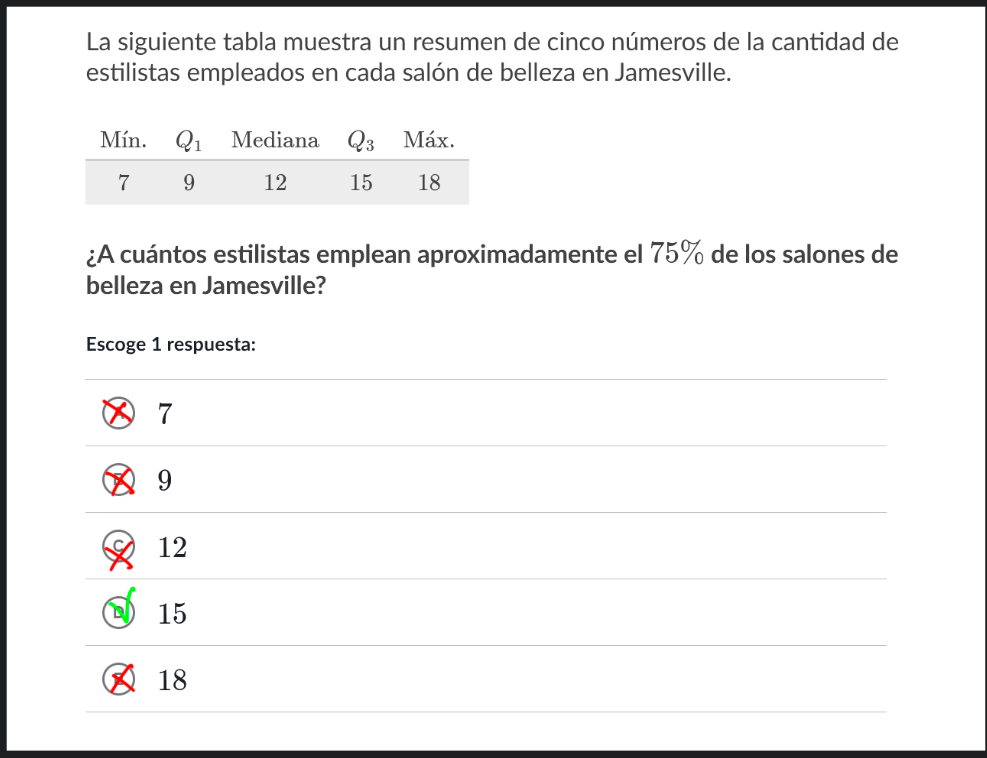 La siguiente tabla muestra un resumen de cinco números de la cantidad de
estilistas empleados en cada salón de belleza en Jamesville.
Mín. Q₁ Mediana Q₃ Máx.
7 9 12 15 18
¿A cuántos estilistas emplean aproximadamente el 75% de los salones de
belleza en Jamesville?
Escoge 1 respuesta:
7
9
C 12
D 15
18